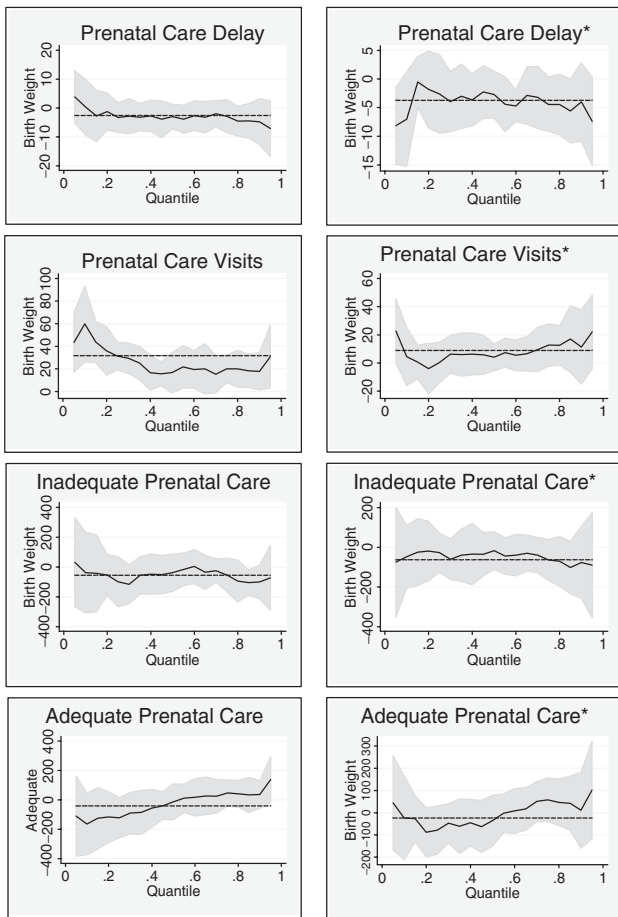 Prenatal Care Delay
Birth Weight
20
10
0
−10
−20
0 .2 .4 .6 .8 1
Quantile
Prenatal Care Delay*
Birth Weight
5
0
−5
−10
−15
0 .2 .4 .6 .8 1
Quantile
Prenatal Care Visits
Birth Weight
100
80
60
40
20
0
0 .2 .4 .6 .8 1
Quantile
Prenatal Care Visits*
Birth Weight
60
40
20
0
−20
0 .2 .4 .6 .8 1
Quantile
Inadequate Prenatal Care
Birth Weight
400
200
0
−200
−400
0 .2 .4 .6 .8 1
Quantile
Inadequate Prenatal Care*
Birth Weight
200
0
−200
−400
0 .2 .4 .6 .8 1
Quantile
Adequate Prenatal Care
Adequate
400
200
0
−200
−400
0 .2 .4 .6 .8 1
Quantile
Adequate Prenatal Care*
Birth Weight
300
200
100
0
−100
−200
0 .2 .4 .6 .8 1
Quantile